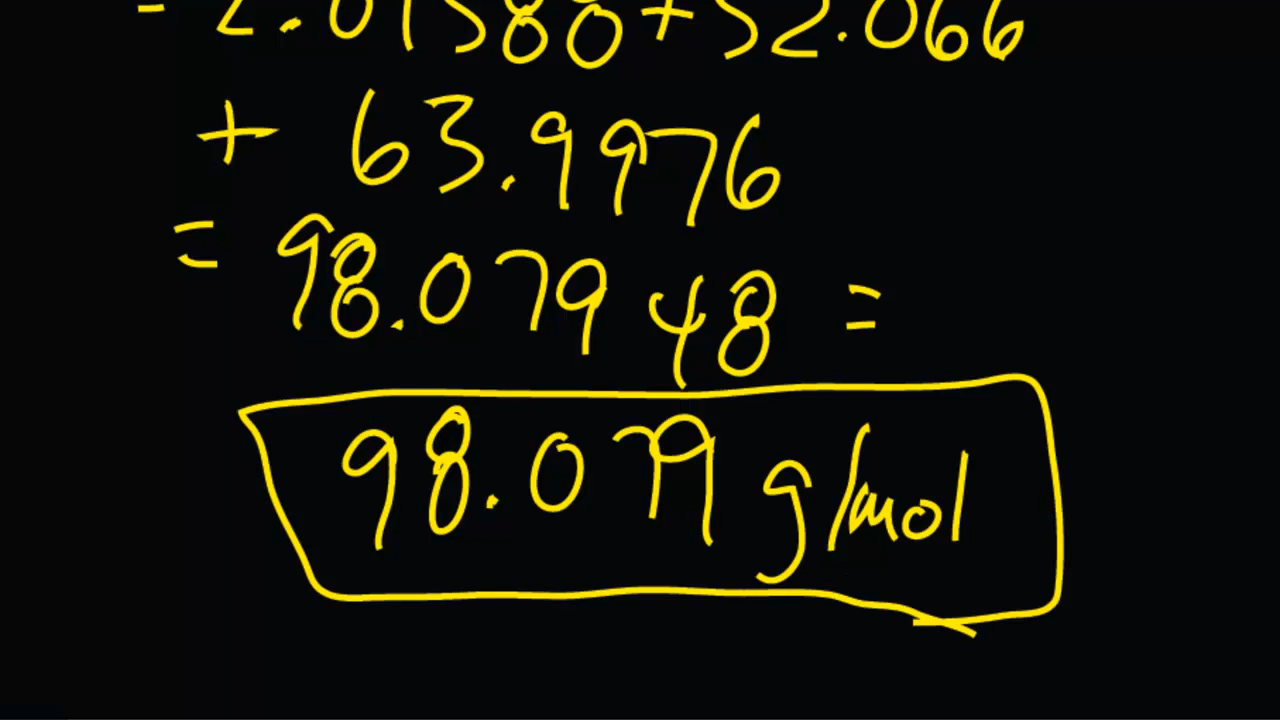 = 2.01588 + 32.066
+ 63.9976
= 98.07948 =
98.079 g/mol